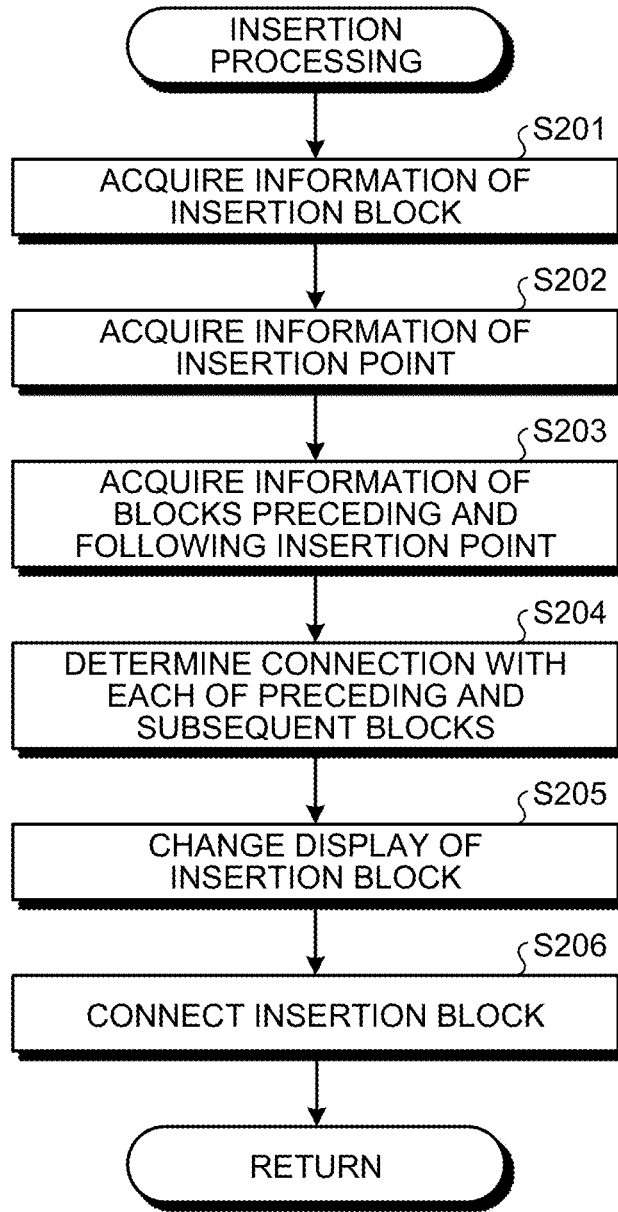 INSERTION
PROCESSING
S201
ACQUIRE INFORMATION OF
INSERTION BLOCK
S202
ACQUIRE INFORMATION OF
INSERTION POINT
S203
ACQUIRE INFORMATION OF
BLOCKS PRECEDING AND
FOLLOWING INSERTION POINT
S204
DETERMINE CONNECTION WITH
EACH OF PRECEDING AND
SUBSEQUENT BLOCKS
S205
CHANGE DISPLAY OF
INSERTION BLOCK
S206
CONNECT INSERTION BLOCK
RETURN